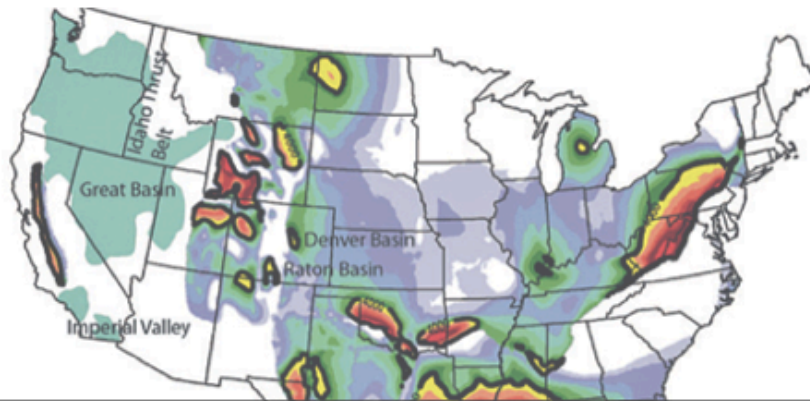 Idaho Thrust
Belt
Great Basin
Denver Basin
Raton Basin
Imperial Valley